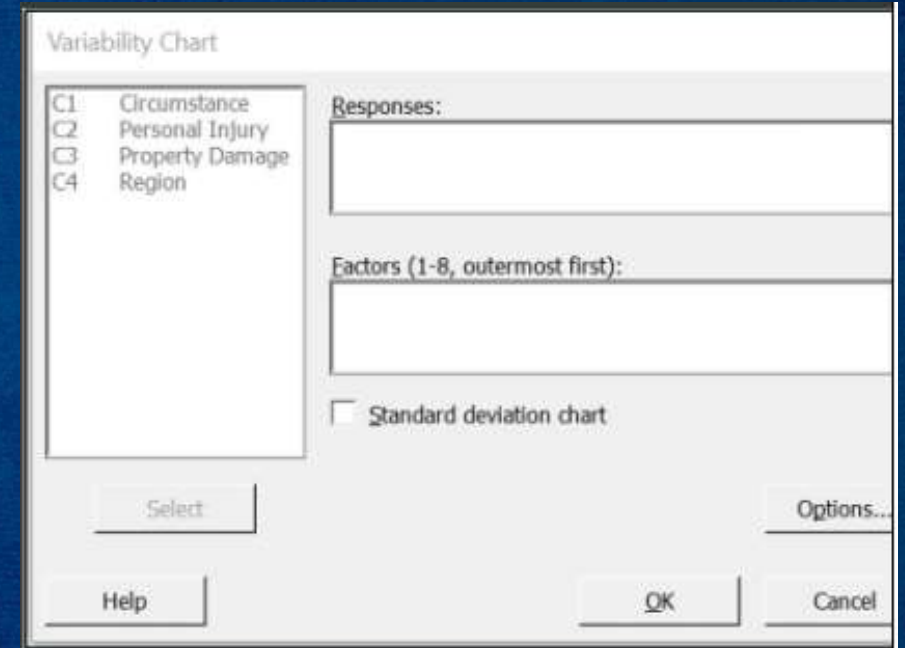 Variability Chart
C1 Circumstance
C2 Personal Injury
C3 Property Damage
C4 Region
Responses:
Factors (1-8, outermost first):
Standard deviation chart
Select
Options...
Help
OK
Cancel